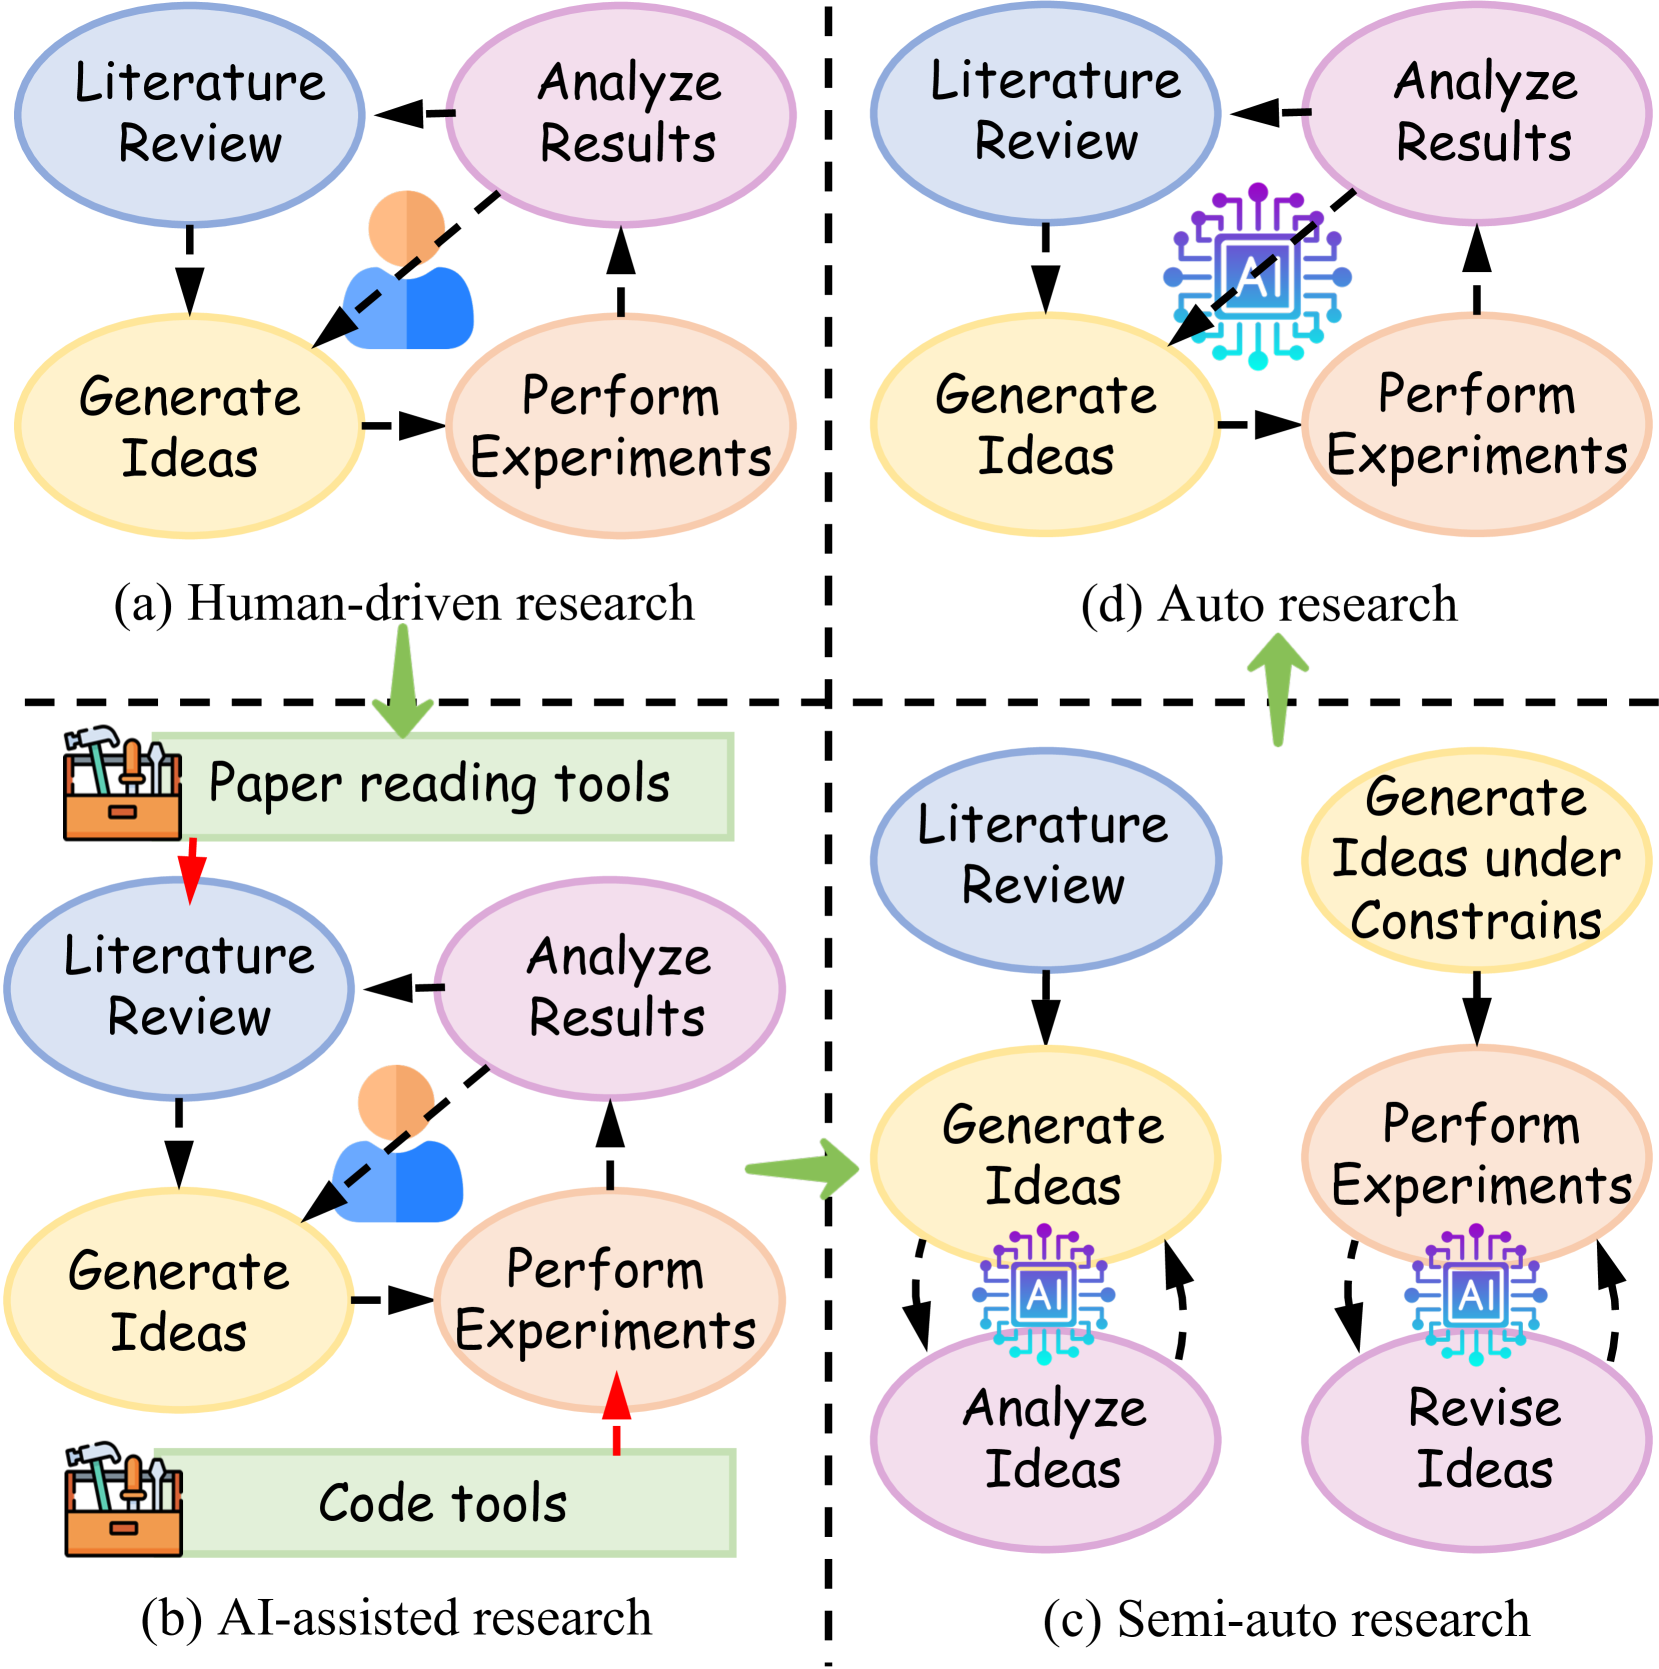 Literature
Review
Analyze
Results
Generate
Ideas
Perform
Experiments
(a) Human-driven research
Literature
Review
Analyze
Results
AI
Generate
Ideas
Perform
Experiments
(d) Auto research
Paper reading tools
Literature
Review
Analyze
Results
Generate
Ideas
Perform
Experiments
Code tools
(b) AI-assisted research
Literature
Review
Generate
Ideas
AI
Analyze
Ideas
Generate
Ideas under
Constrains
Perform
Experiments
AI
Revise
Ideas
(c) Semi-auto research